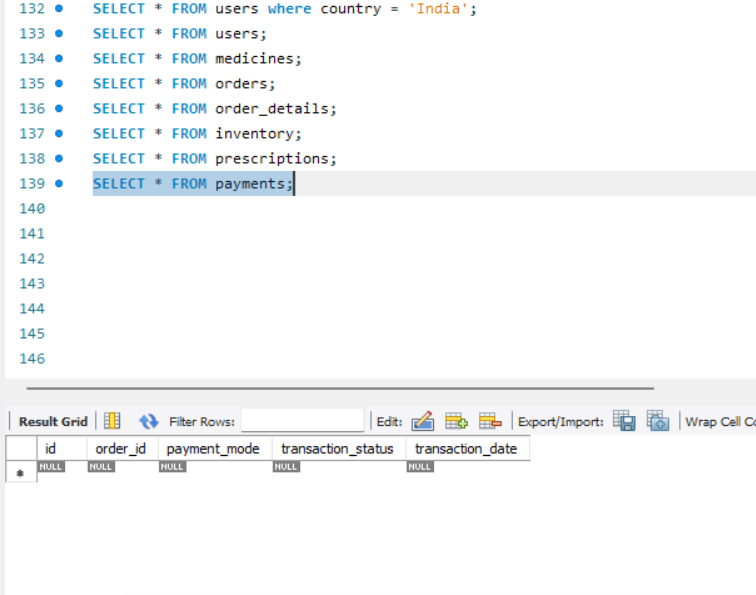 132 SELECT * FROM users where country = 'India';
133 SELECT * FROM users;
134 SELECT * FROM medicines;
135 SELECT * FROM orders;
136 SELECT * FROM order_details;
137 SELECT * FROM inventory;
138 SELECT * FROM prescriptions;
139 SELECT * FROM payments;
140
141
142
143
144
145
146
Result Grid Filter Rows: Edit: Export/Import: Wrap Cell Co
id order_id payment_mode transaction_status transaction_date
NULL NULL NULL NULL NULL